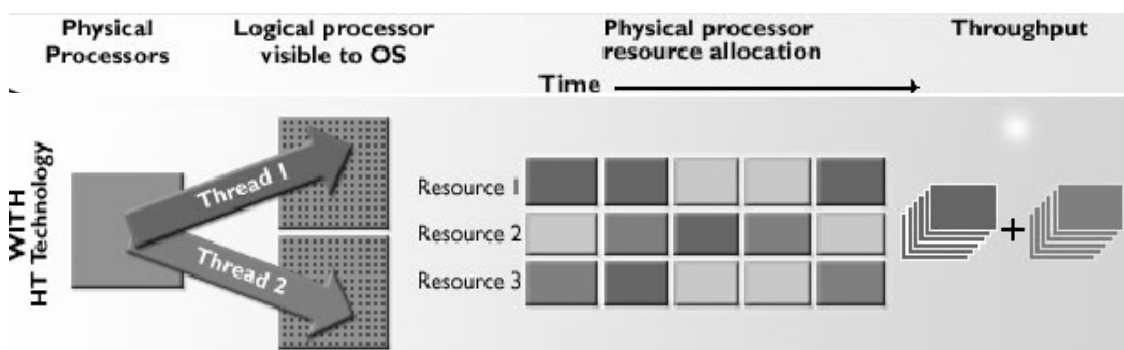 Physical
Processors
Logical processor
visible to OS
Physical processor
resource allocation
Throughput
Time
WITH
HT Technology
Thread 1
Thread 2
Resource 1
Resource 2
Resource 3
+